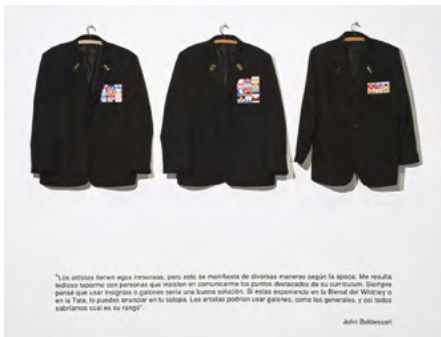 "Los artistas tienen egos inmensos, pero esto se manifiesta de diversas maneras según la época. Me resulta
tedioso toparme con personas que insisten en comunicarme los puntos destacados de su currículum. Siempre
pensé que usar insignias o galones sería una buena solución. Si estás exponiendo en la Bienal del Whitney o
en la Tate, lo puedes anunciar en tu solapa. Los artistas podrían usar galones, como los generales, y así todos
sabríamos cuál es su rango".
John Baldessari